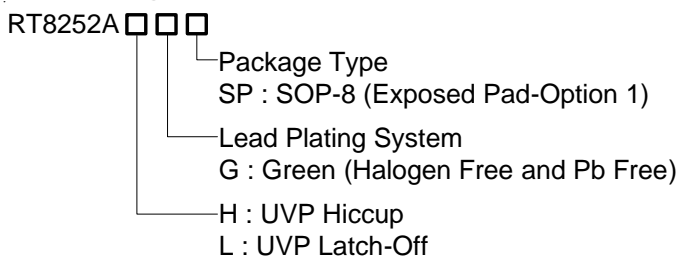 RT8252A
Package Type
SP : SOP-8 (Exposed Pad-Option 1)
Lead Plating System
G : Green (Halogen Free and Pb Free)
H : UVP Hiccup
L : UVP Latch-Off